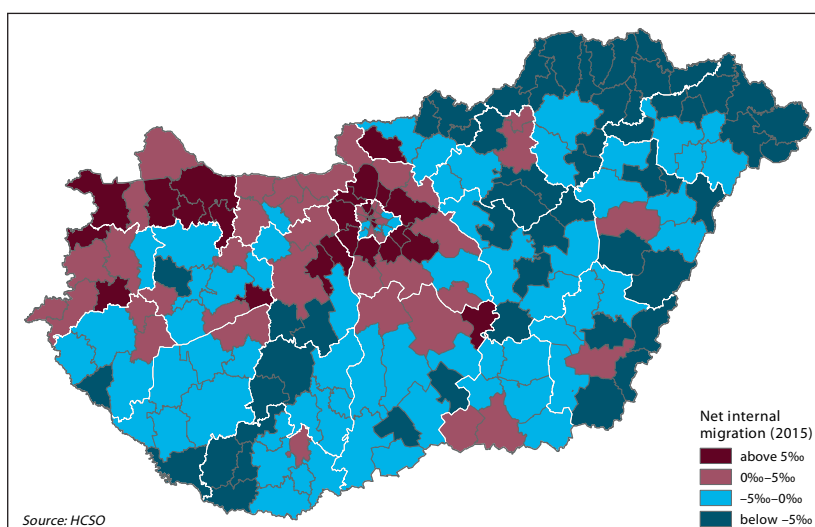 Net internal
migration (2015)
above 5‰
0‰–5‰
–5‰–0‰
below –5‰
Source: HCSO